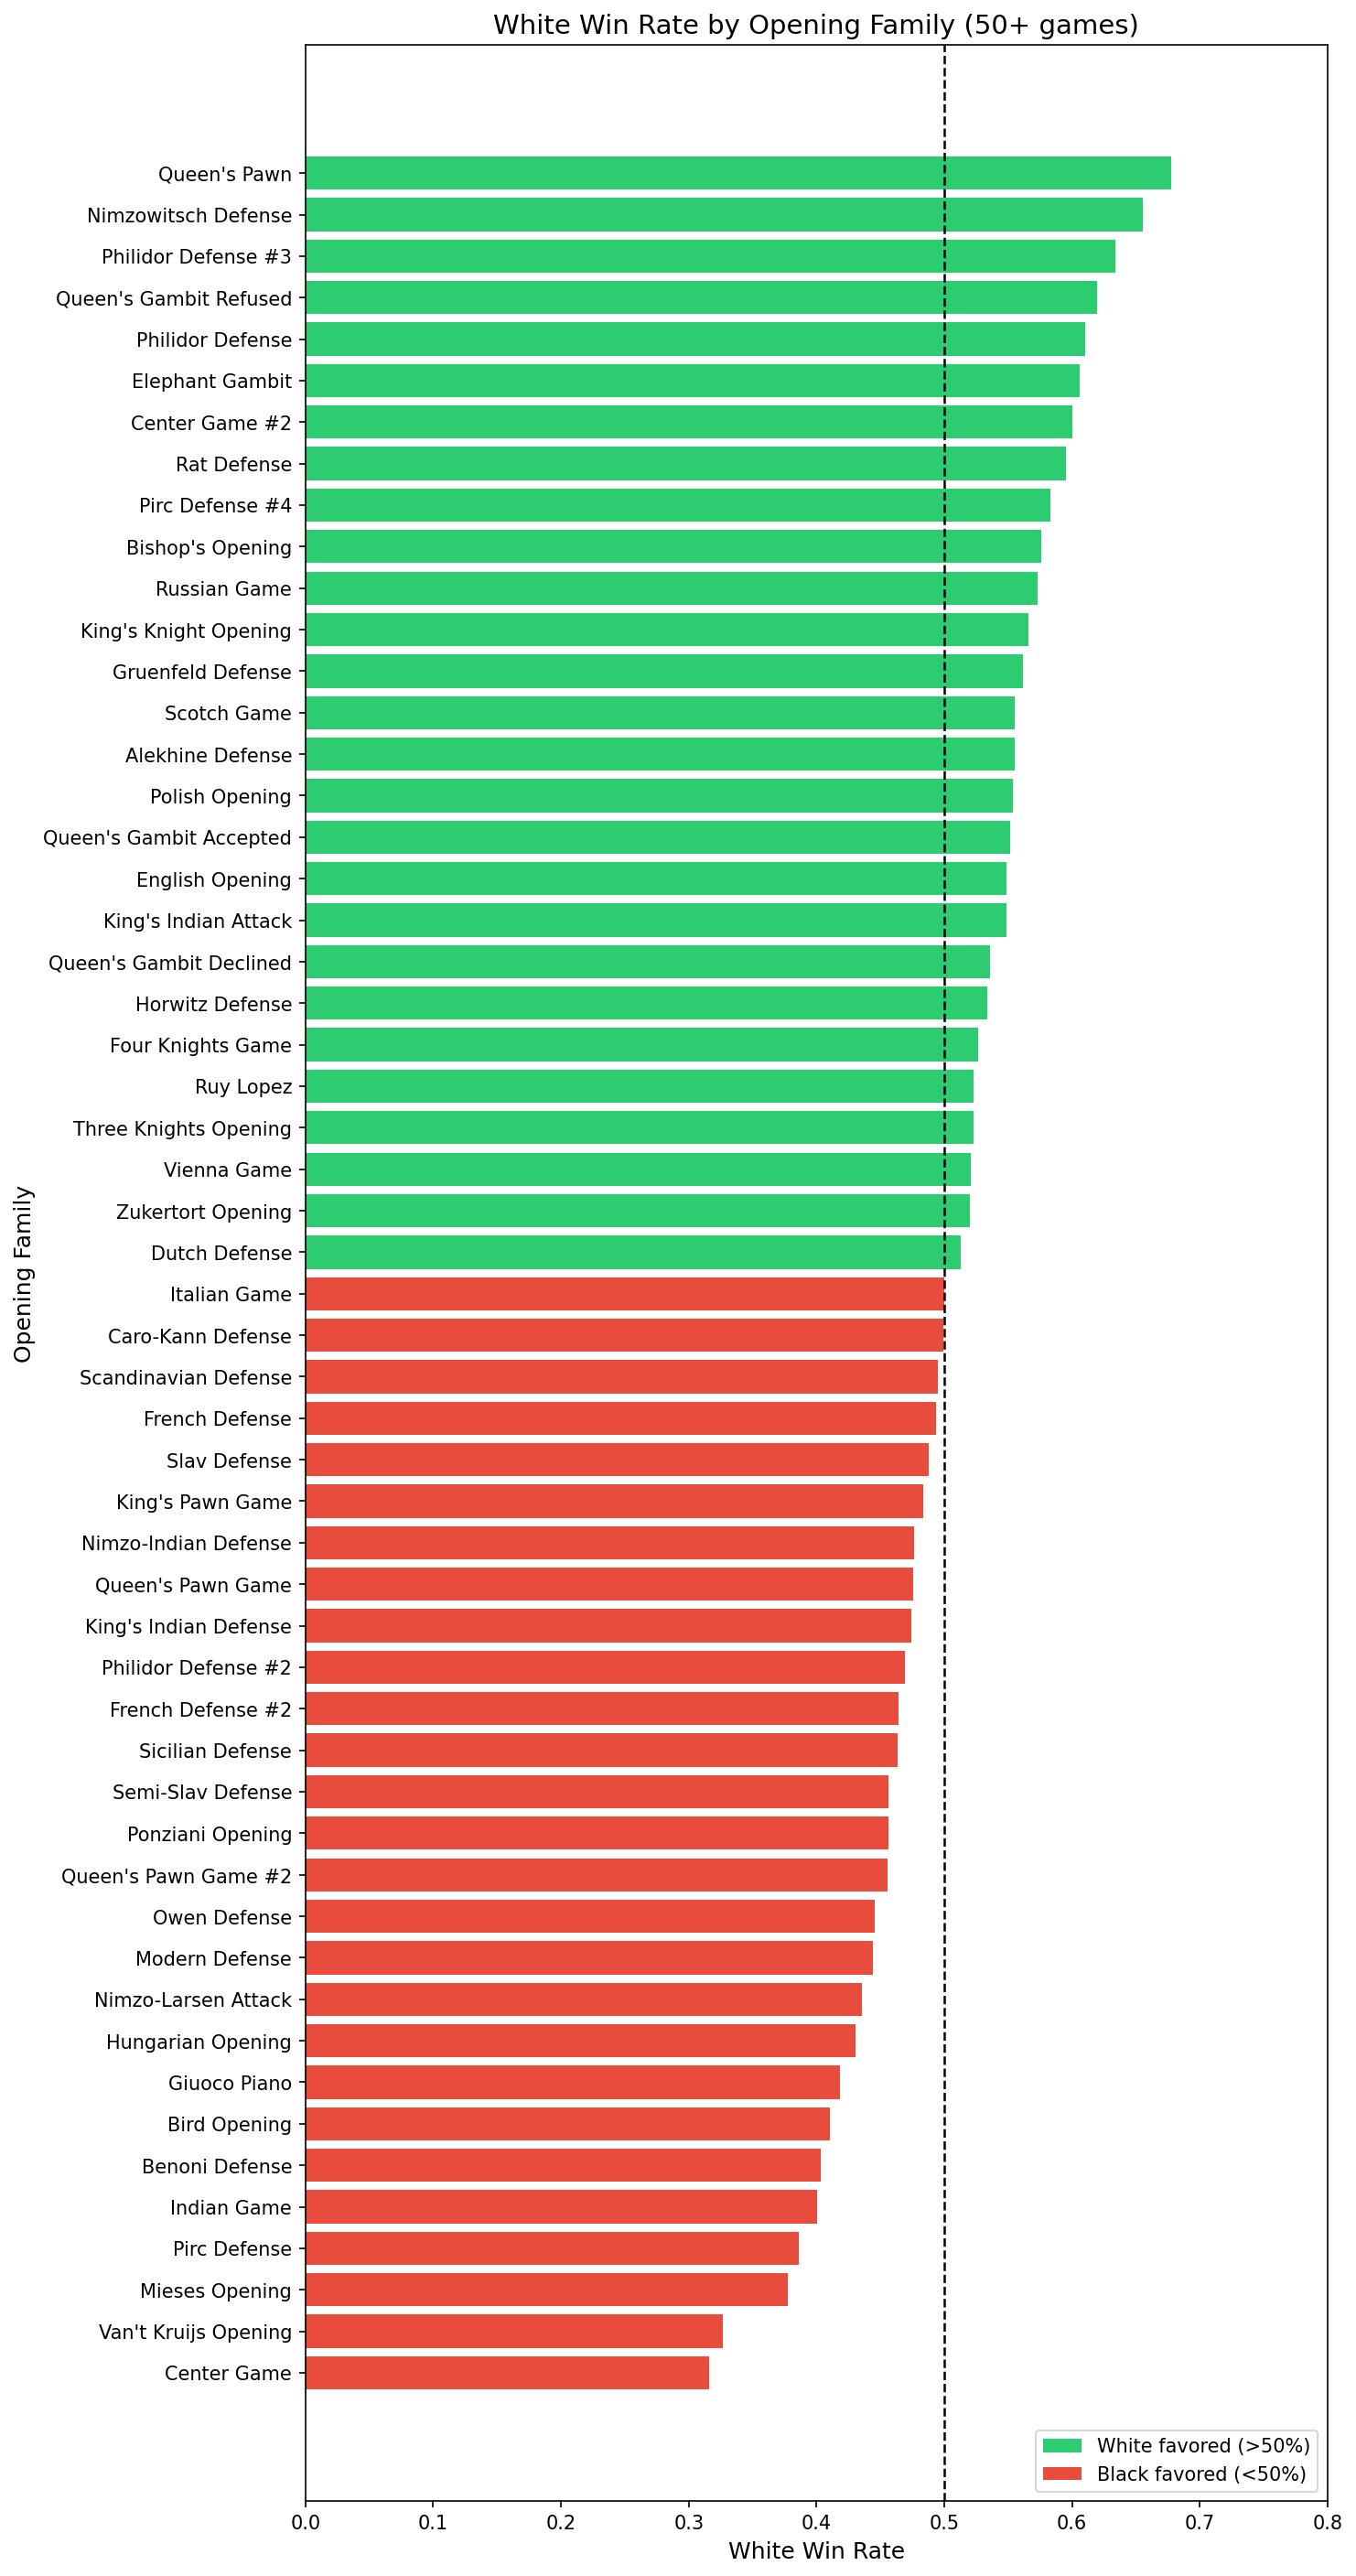 White Win Rate by Opening Family (50+ games)
Opening Family
Queen's Pawn
Nimzowitsch Defense
Philidor Defense #3
Queen's Gambit Refused
Philidor Defense
Elephant Gambit
Center Game #2
Rat Defense
Pirc Defense #4
Bishop's Opening
Russian Game
King's Knight Opening
Gruenfeld Defense
Scotch Game
Alekhine Defense
Polish Opening
Queen's Gambit Accepted
English Opening
King's Indian Attack
Queen's Gambit Declined
Horwitz Defense
Four Knights Game
Ruy Lopez
Three Knights Opening
Vienna Game
Zukertort Opening
Dutch Defense
Italian Game
Caro-Kann Defense
Scandinavian Defense
French Defense
Slav Defense
King's Pawn Game
Nimzo-Indian Defense
Queen's Pawn Game
King's Indian Defense
Philidor Defense #2
French Defense #2
Sicilian Defense
Semi-Slav Defense
Ponziani Opening
Queen's Pawn Game #2
Owen Defense
Modern Defense
Nimzo-Larsen Attack
Hungarian Opening
Giuoco Piano
Bird Opening
Benoni Defense
Indian Game
Pirc Defense
Mieses Opening
Van't Kruijs Opening
Center Game
White favored (>50%)
Black favored (<50%)
0.0 0.1 0.2 0.3 0.4 0.5 0.6 0.7 0.8
White Win Rate